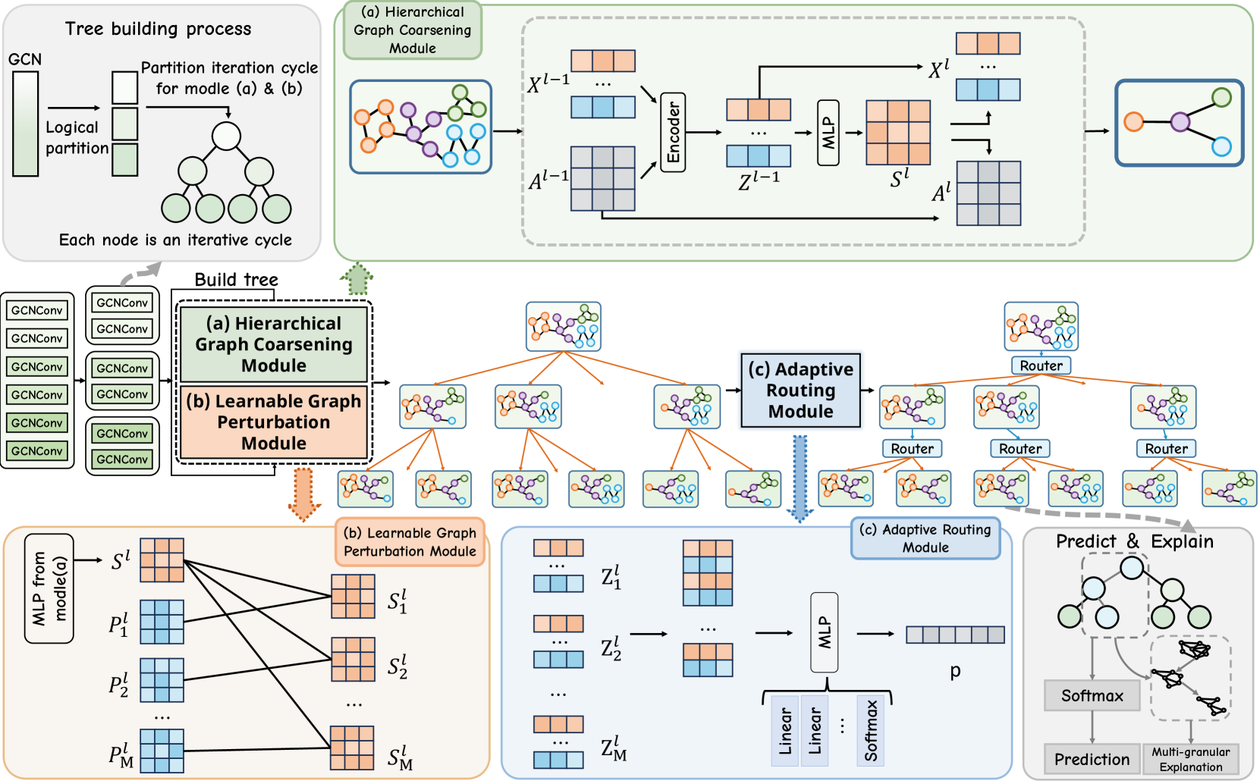 Tree building process
GCN
Partition iteration cycle
for modle (a) & (b)
Logical
partition
Each node is an iterative cycle
(a) Hierarchical
Graph Coarsening
Module
X^{l-1}
...
A^{l-1}
Encoder
...
Z^{l-1}
MLP
S^l
X^l
...
A^l
GCNConv
GCNConv
GCNConv
GCNConv
GCNConv
GCNConv
GCNConv
GCNConv
GCNConv
GCNConv
GCNConv
GCNConv
Build tree
(a) Hierarchical
Graph Coarsening
Module
(b) Learnable Graph
Perturbation
Module
(c) Adaptive
Routing
Module
Router
Router
Router
Router
(b) Learnable Graph
Perturbation Module
MLP from
modle(a)
S^l
P_1^l
P_2^l
...
P_M^l
S_1^l
S_2^l
...
S_M^l
(c) Adaptive Routing
Module
...
Z_1^l
...
Z_2^l
...
...
Z_M^l
...
MLP
Linear
Linear
...
Softmax
p
Predict & Explain
Softmax
Prediction
Multi-granular
Explanation